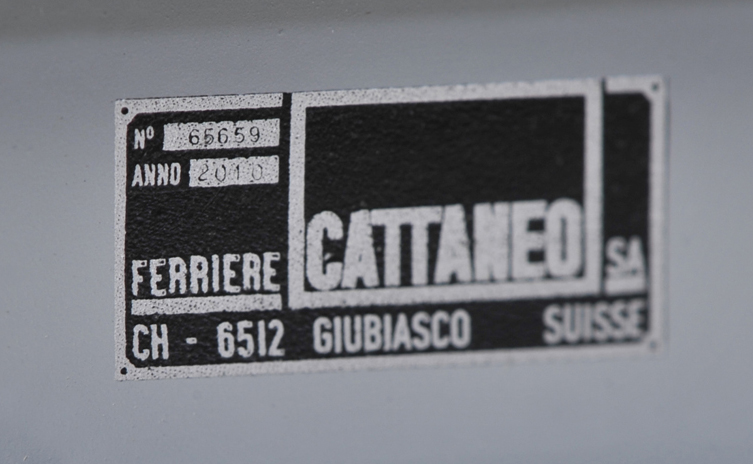 Nº 65659
ANNO 2010
FERRIERE CATTANEO SA
CH - 6512 GIUBIASCO SUISSE